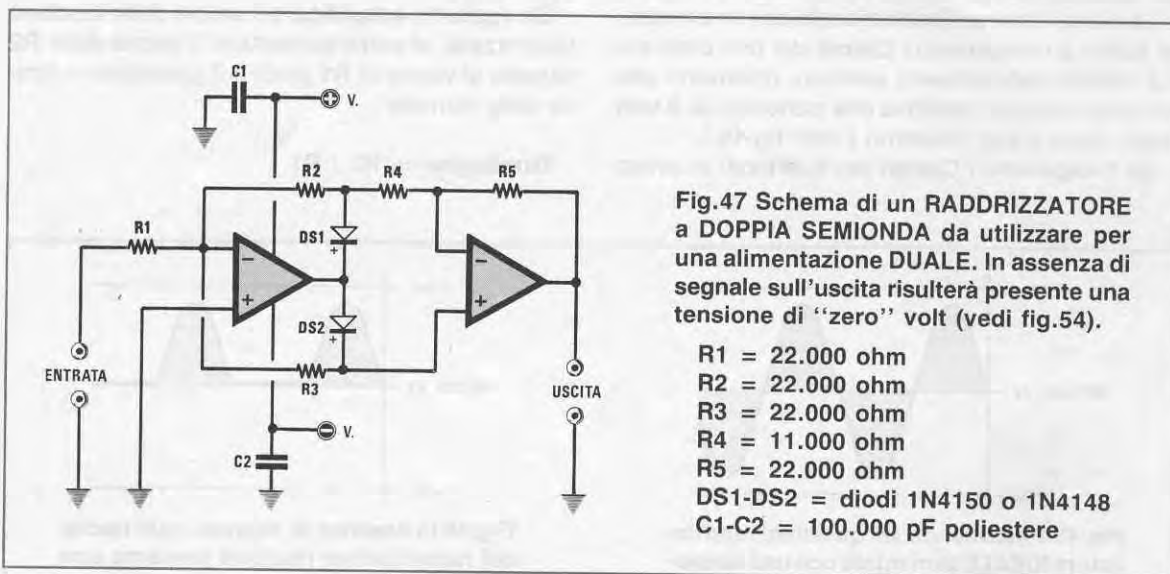 C1
V.
R2
R4
R5
R1
DS1
DS2
ENTRATA
R3
USCITA
V.
C2
Fig.47 Schema di un RADDRIZZATORE
a DOPPIA SEMIONDA da utilizzare per
una alimentazione DUALE. In assenza di
segnale sull'uscita risulterà presente una
tensione di "zero" volt (vedi fig.54).
R1 = 22.000 ohm
R2 = 22.000 ohm
R3 = 22.000 ohm
R4 = 11.000 ohm
R5 = 22.000 ohm
DS1-DS2 = diodi 1N4150 o 1N4148
C1-C2 = 100.000 pF poliestere